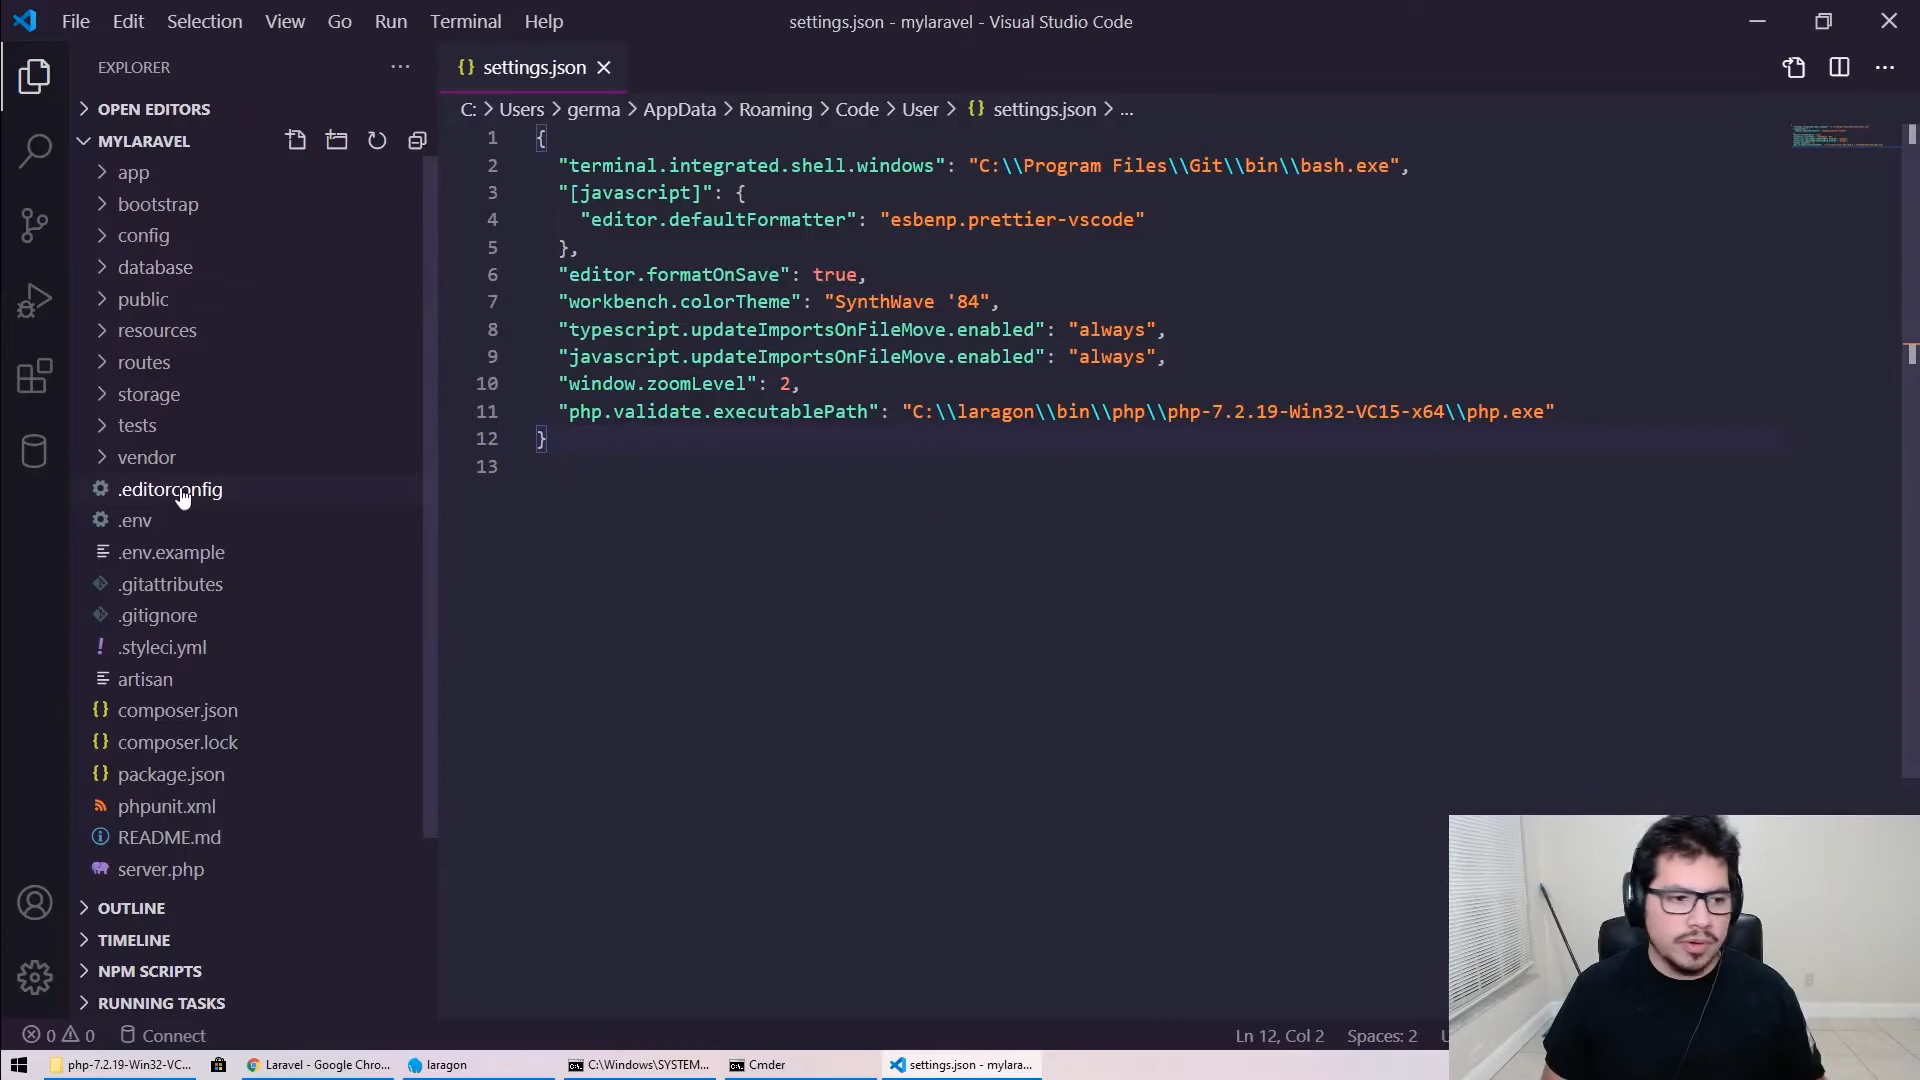 File Edit Selection View Go Run Terminal Help
settings.json - mylaravel - Visual Studio Code
EXPLORER
OPEN EDITORS
MYLARAVEL
app
bootstrap
config
database
public
resources
routes
storage
tests
vendor
.editorconfig
.env
.env.example
.gitattributes
.gitignore
.styleci.yml
artisan
composer.json
composer.lock
package.json
phpunit.xml
README.md
server.php
OUTLINE
TIMELINE
NPM SCRIPTS
RUNNING TASKS
settings.json
C: > Users > germa > AppData > Roaming > Code > User > {} settings.json > ...
1 {
2 "terminal.integrated.shell.windows": "C:\\Program Files\\Git\\bin\\bash.exe",
3 "[javascript]": {
4 "editor.defaultFormatter": "esbenp.prettier-vscode"
5 },
6 "editor.formatOnSave": true,
7 "workbench.colorTheme": "SynthWave '84",
8 "typescript.updateImportsOnFileMove.enabled": "always",
9 "javascript.updateImportsOnFileMove.enabled": "always",
10 "window.zoomLevel": 2,
11 "php.validate.executablePath": "C:\\laragon\\bin\\php\\php-7.2.19-Win32-VC15-x64\\php.exe"
12 }
13
0 0 Connect
Ln 12, Col 2 Spaces: 2
php-7.2.19-Win32-VC... Laravel - Google Chro... laragon C:\Windows\SYSTEM... Cmder settings.json - mylara...